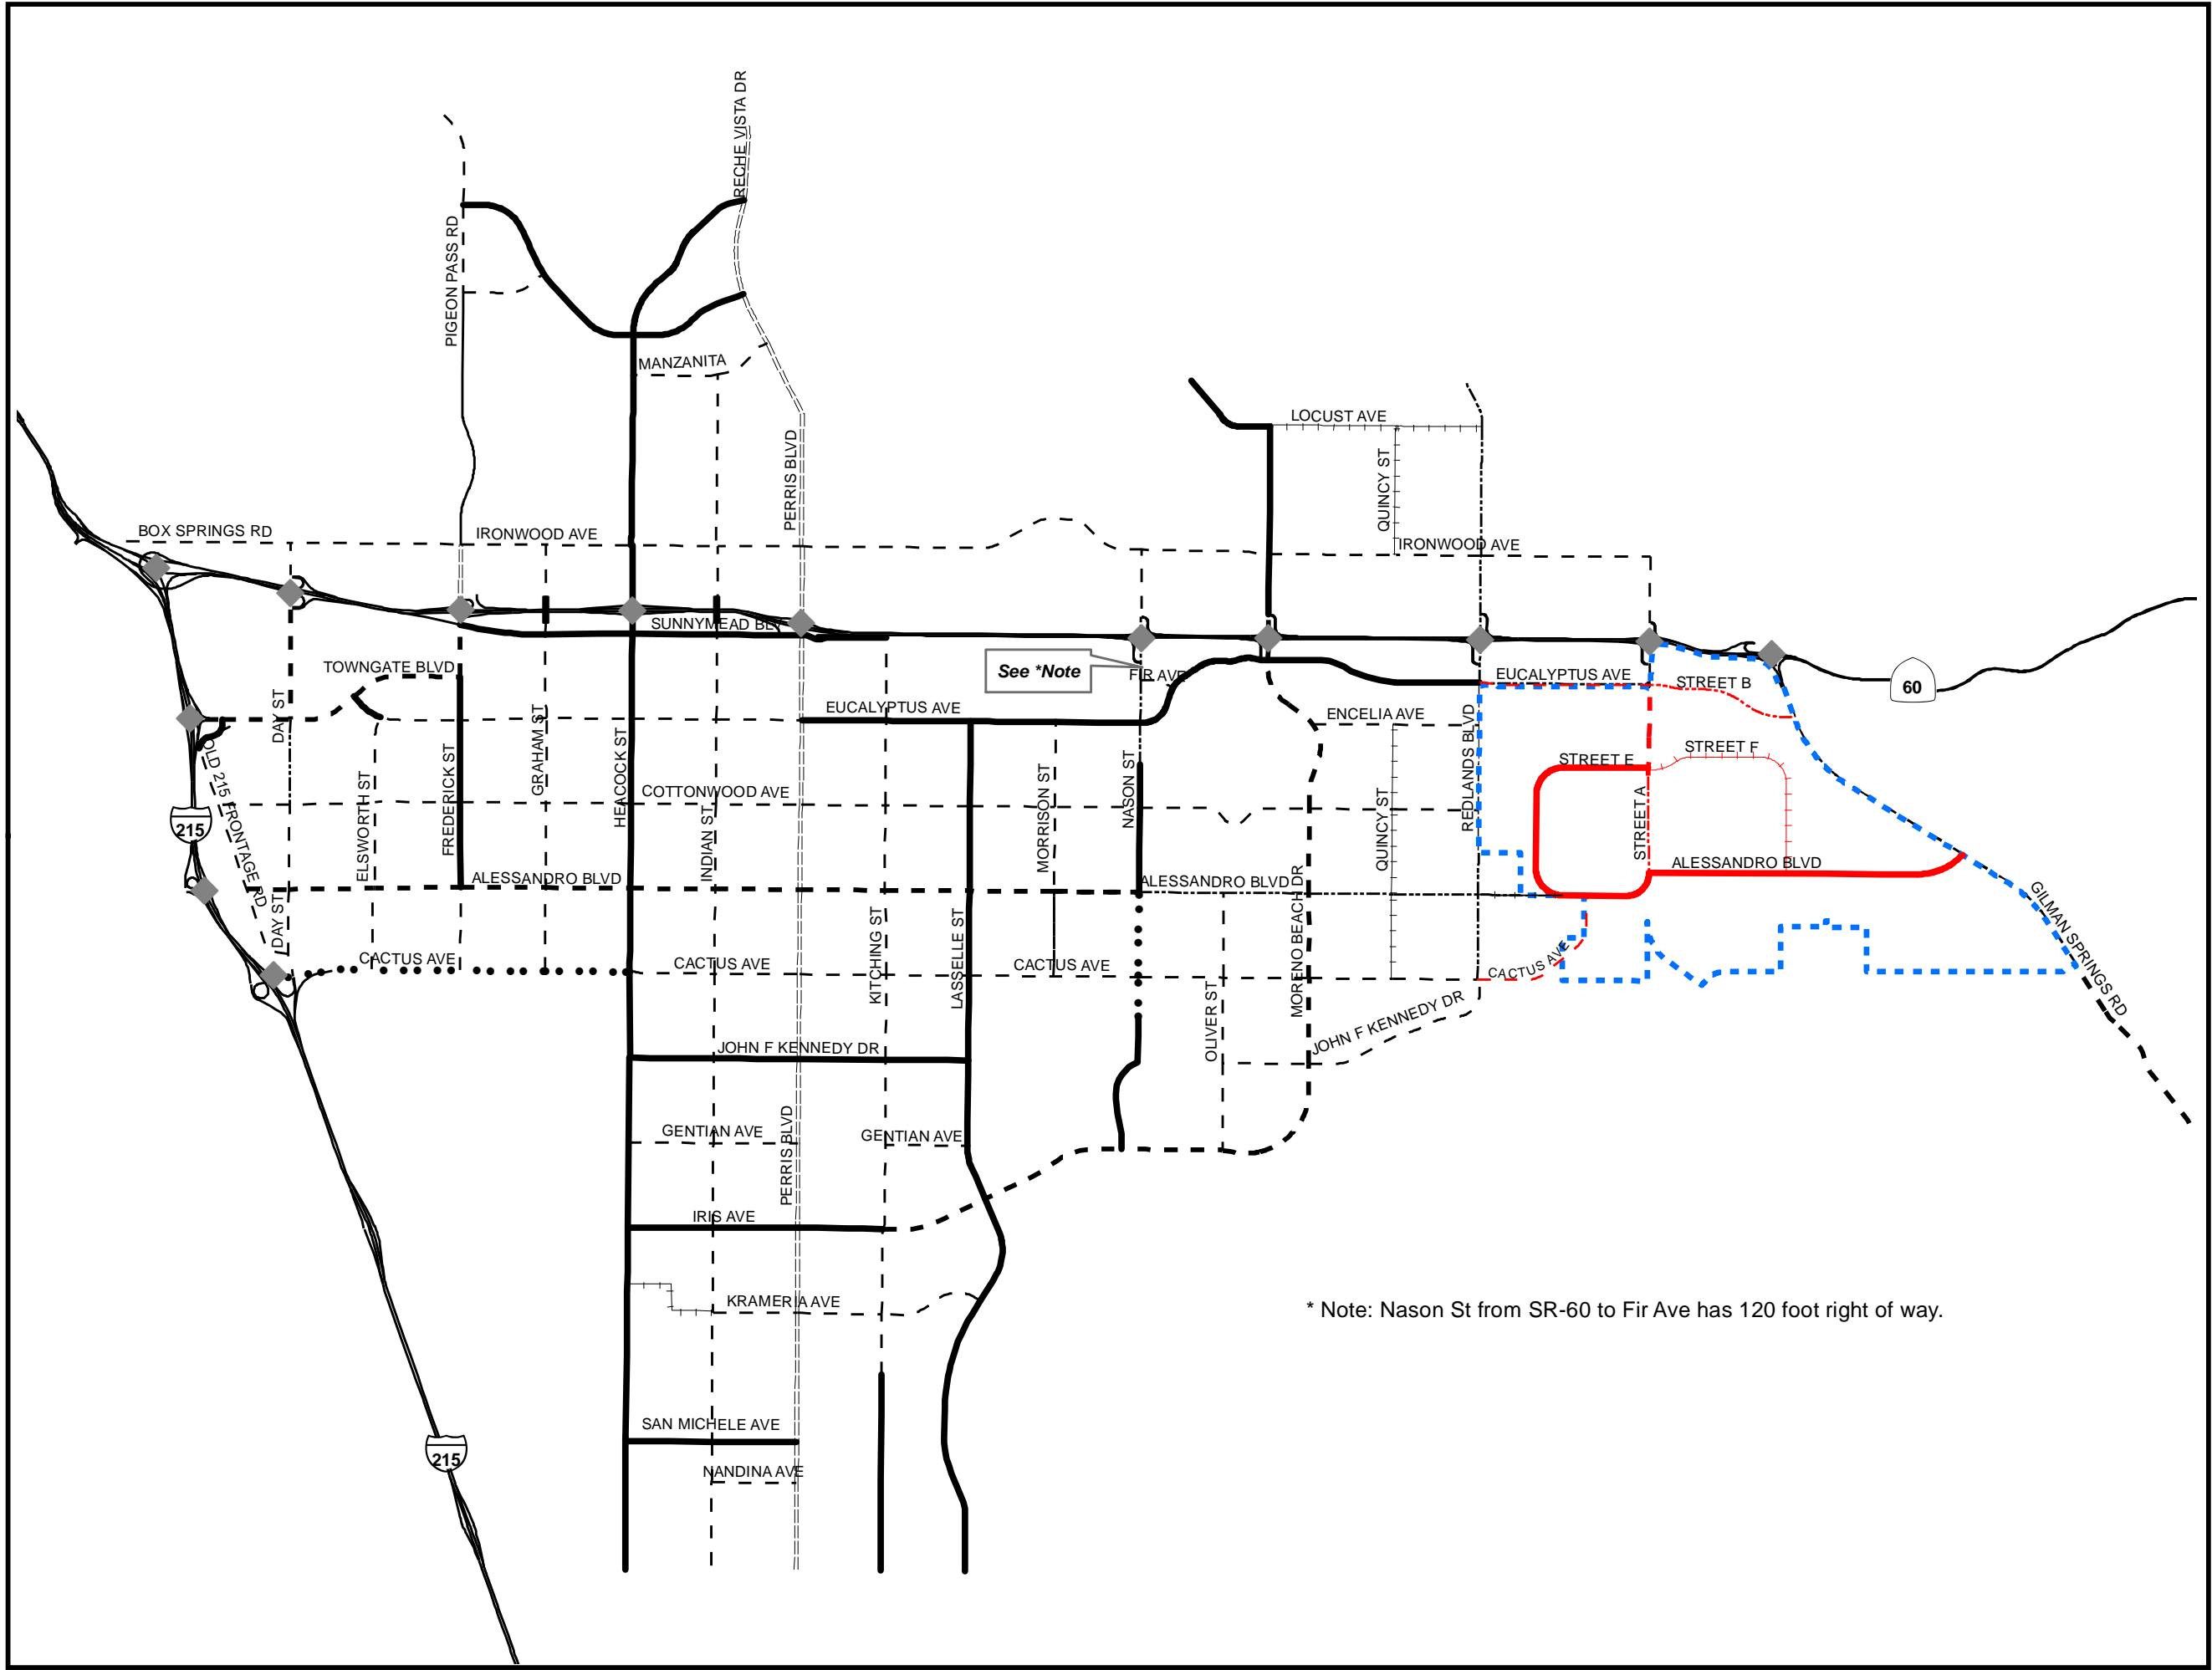 RECHE VISTA DR
PIGEON PASS RD
MANZANITA
LOCUST AVE
PERRIS BLVD
QUINCY ST
BOX SPRINGS RD
IRONWOOD AVE
IRONWOOD AVE
SUNNYMEAD BLV
TOWNGATE BLVD
See *Note
FIR AVE
EUCALYPTUS AVE
STREET B
60
DAY ST
EUCALYPTUS AVE
ENCELIA AVE
REDLANDS BLVD
OLD 215 FRONTAGE RD
ELSWORTH ST
FREDERICK ST
GRAHAM ST
HEACOCK ST
STREET E
STREET F
COTTONWOOD AVE
INDIAN ST
MORRISON ST
NASON ST
QUINCY ST
STREET A
215
ALESSANDRO BLVD
ALESSANDRO BLVD
ALESSANDRO BLVD
DAY ST
KITCHING ST
LASSELLE ST
MORENO BEACH DR
GILMAN SPRINGS RD
CACTUS AVE
CACTUS AVE
CACTUS AVE
CACTUS AVE
OLIVER ST
JOHN F KENNEDY DR
JOHN F KENNEDY DR
GENTIAN AVE
GENTIAN AVE
PERRIS BLVD
IRIS AVE
KRAMERIA AVE
* Note: Nason St from SR-60 to Fir Ave has 120 foot right of way.
SAN MICHELE AVE
215
NANDINA AVE